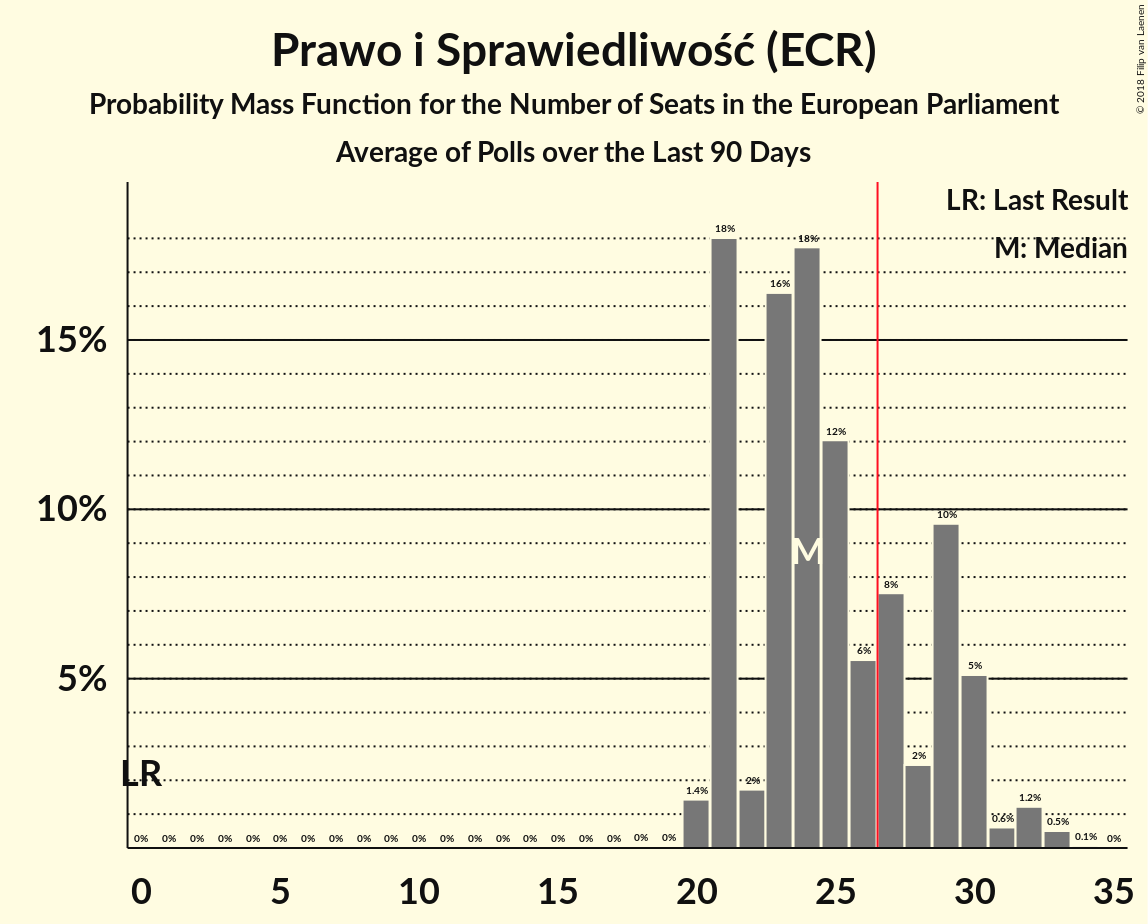 Prawo i Sprawiedliwość (ECR)
Probability Mass Function for the Number of Seats in the European Parliament
Average of Polls over the Last 90 Days
© 2018 Filip van Laenen
LR: Last Result
M: Median
18% 18%
16%
15%
12%
10%
10%
M
8%
6%
5%
5%
2%
LR
2%
1.4% 1.2%
0.6% 0.5%
0% 0% 0% 0% 0% 0% 0% 0% 0% 0% 0% 0% 0% 0% 0% 0% 0% 0% 0% 0% 0.1% 0%
0 5 10 15 20 25 30 35